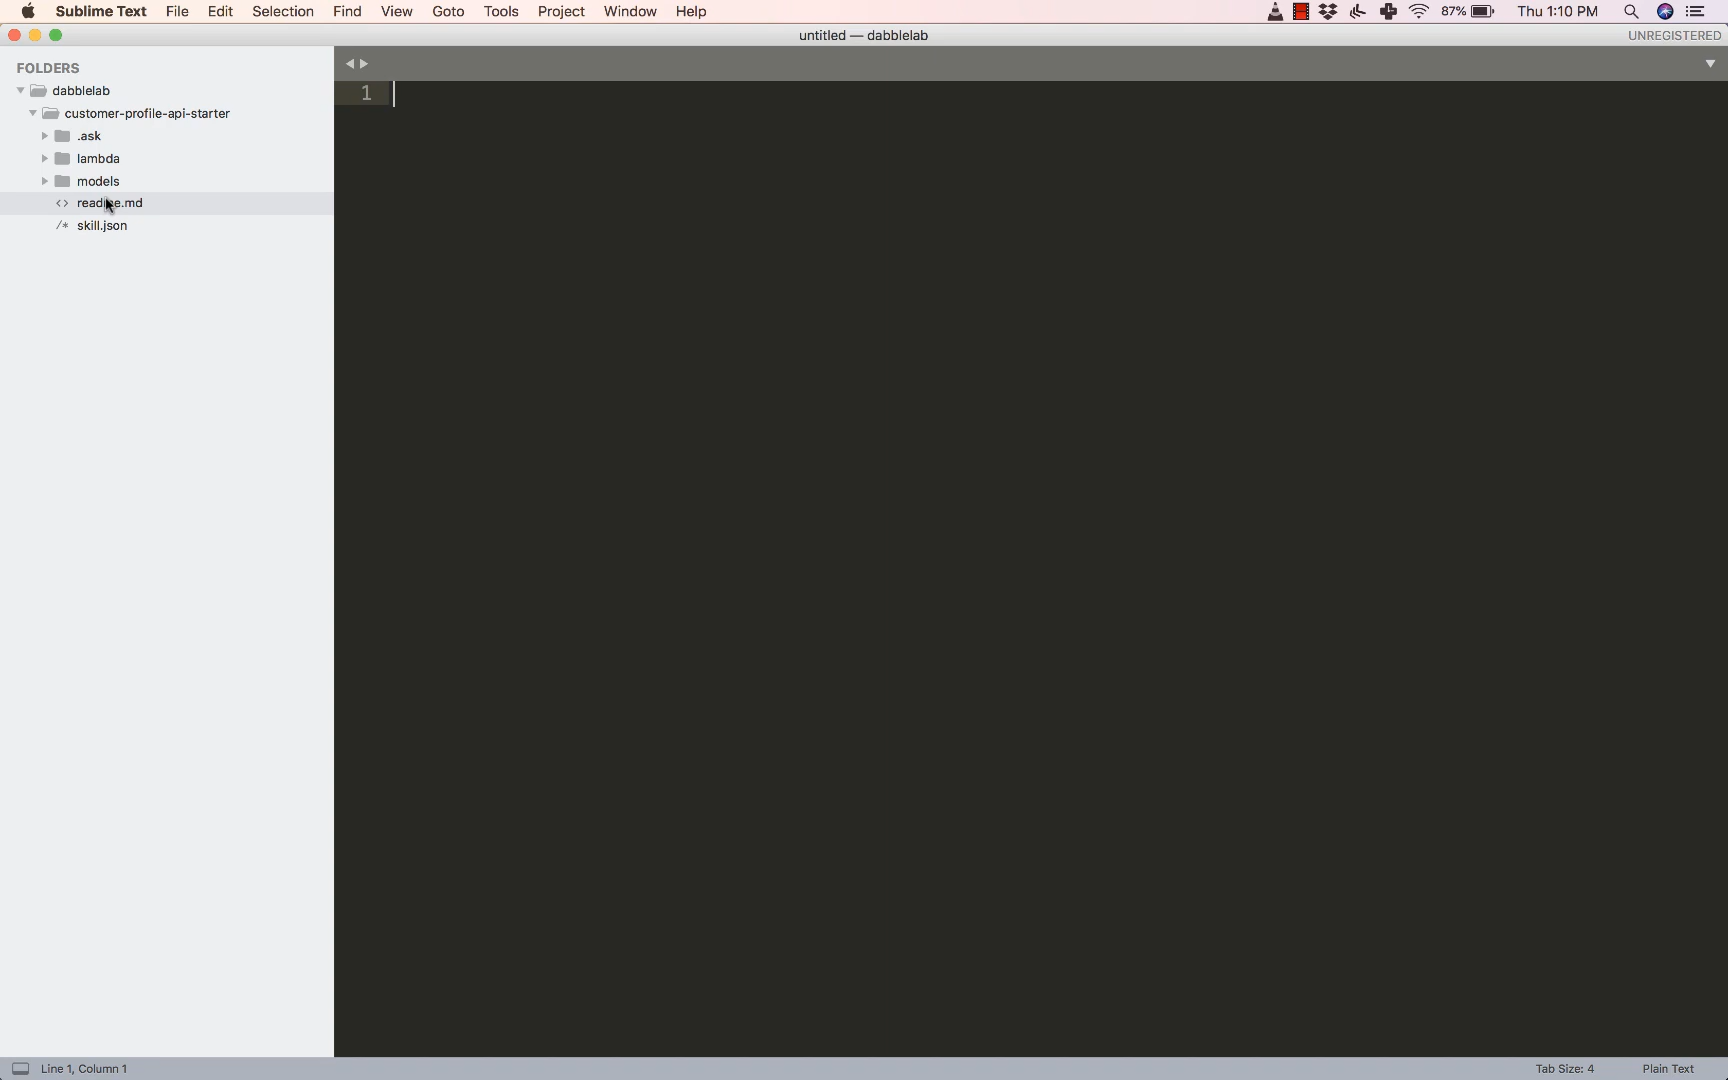 Sublime Text File Edit Selection Find View Goto Tools Project Window Help 87% Thu 1:10 PM
untitled — dabblelab UNREGISTERED
FOLDERS
dabblelab
1
customer-profile-api-starter
.ask
lambda
models
<> readme.md
/* skill.json
Line 1, Column 1 Tab Size: 4 Plain Text